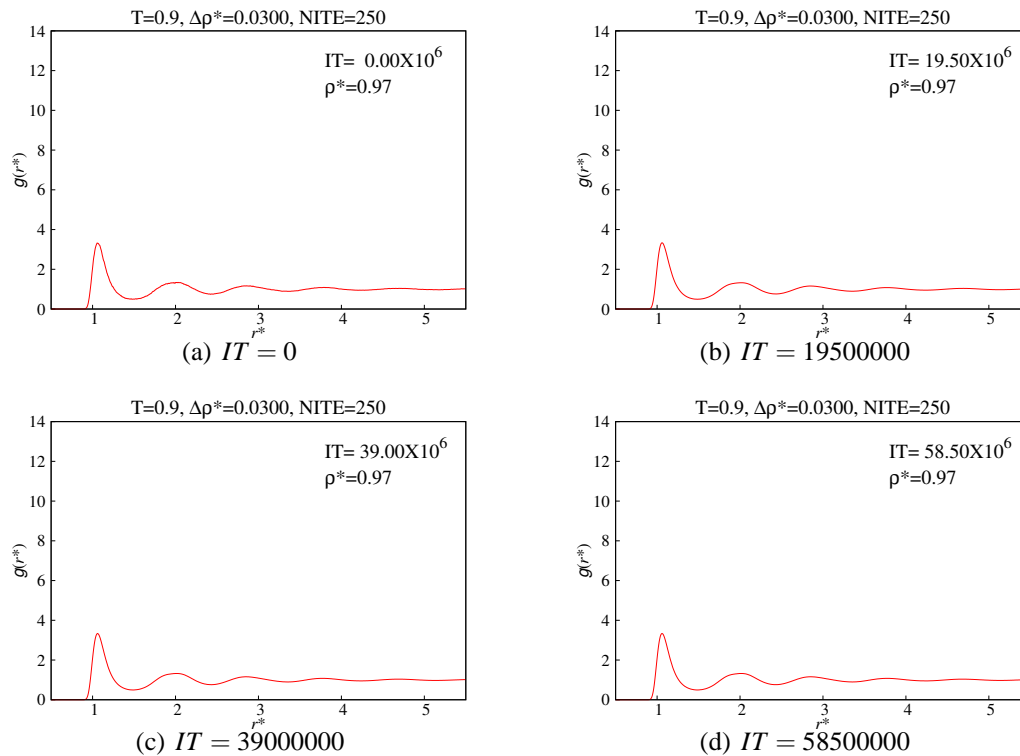 T=0.9, Δρ*=0.0300, NITE=250
14
12
10
8
6
4
2
0
g(r*)
IT= 0.00X10^6
ρ*=0.97
1 2 3 4 5
r*
(a) IT = 0
T=0.9, Δρ*=0.0300, NITE=250
14
12
10
8
6
4
2
0
g(r*)
IT= 19.50X10^6
ρ*=0.97
1 2 3 4 5
r*
(b) IT = 19500000
T=0.9, Δρ*=0.0300, NITE=250
14
12
10
8
6
4
2
0
g(r*)
IT= 39.00X10^6
ρ*=0.97
1 2 3 4 5
r*
(c) IT = 39000000
T=0.9, Δρ*=0.0300, NITE=250
14
12
10
8
6
4
2
0
g(r*)
IT= 58.50X10^6
ρ*=0.97
1 2 3 4 5
r*
(d) IT = 58500000